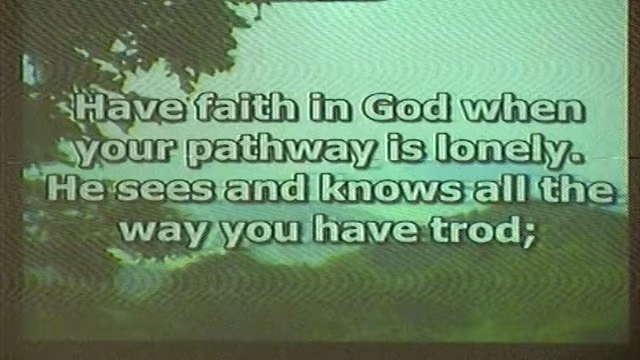 Have faith in God when
your pathway is lonely.
He sees and knows all the
way you have trod;